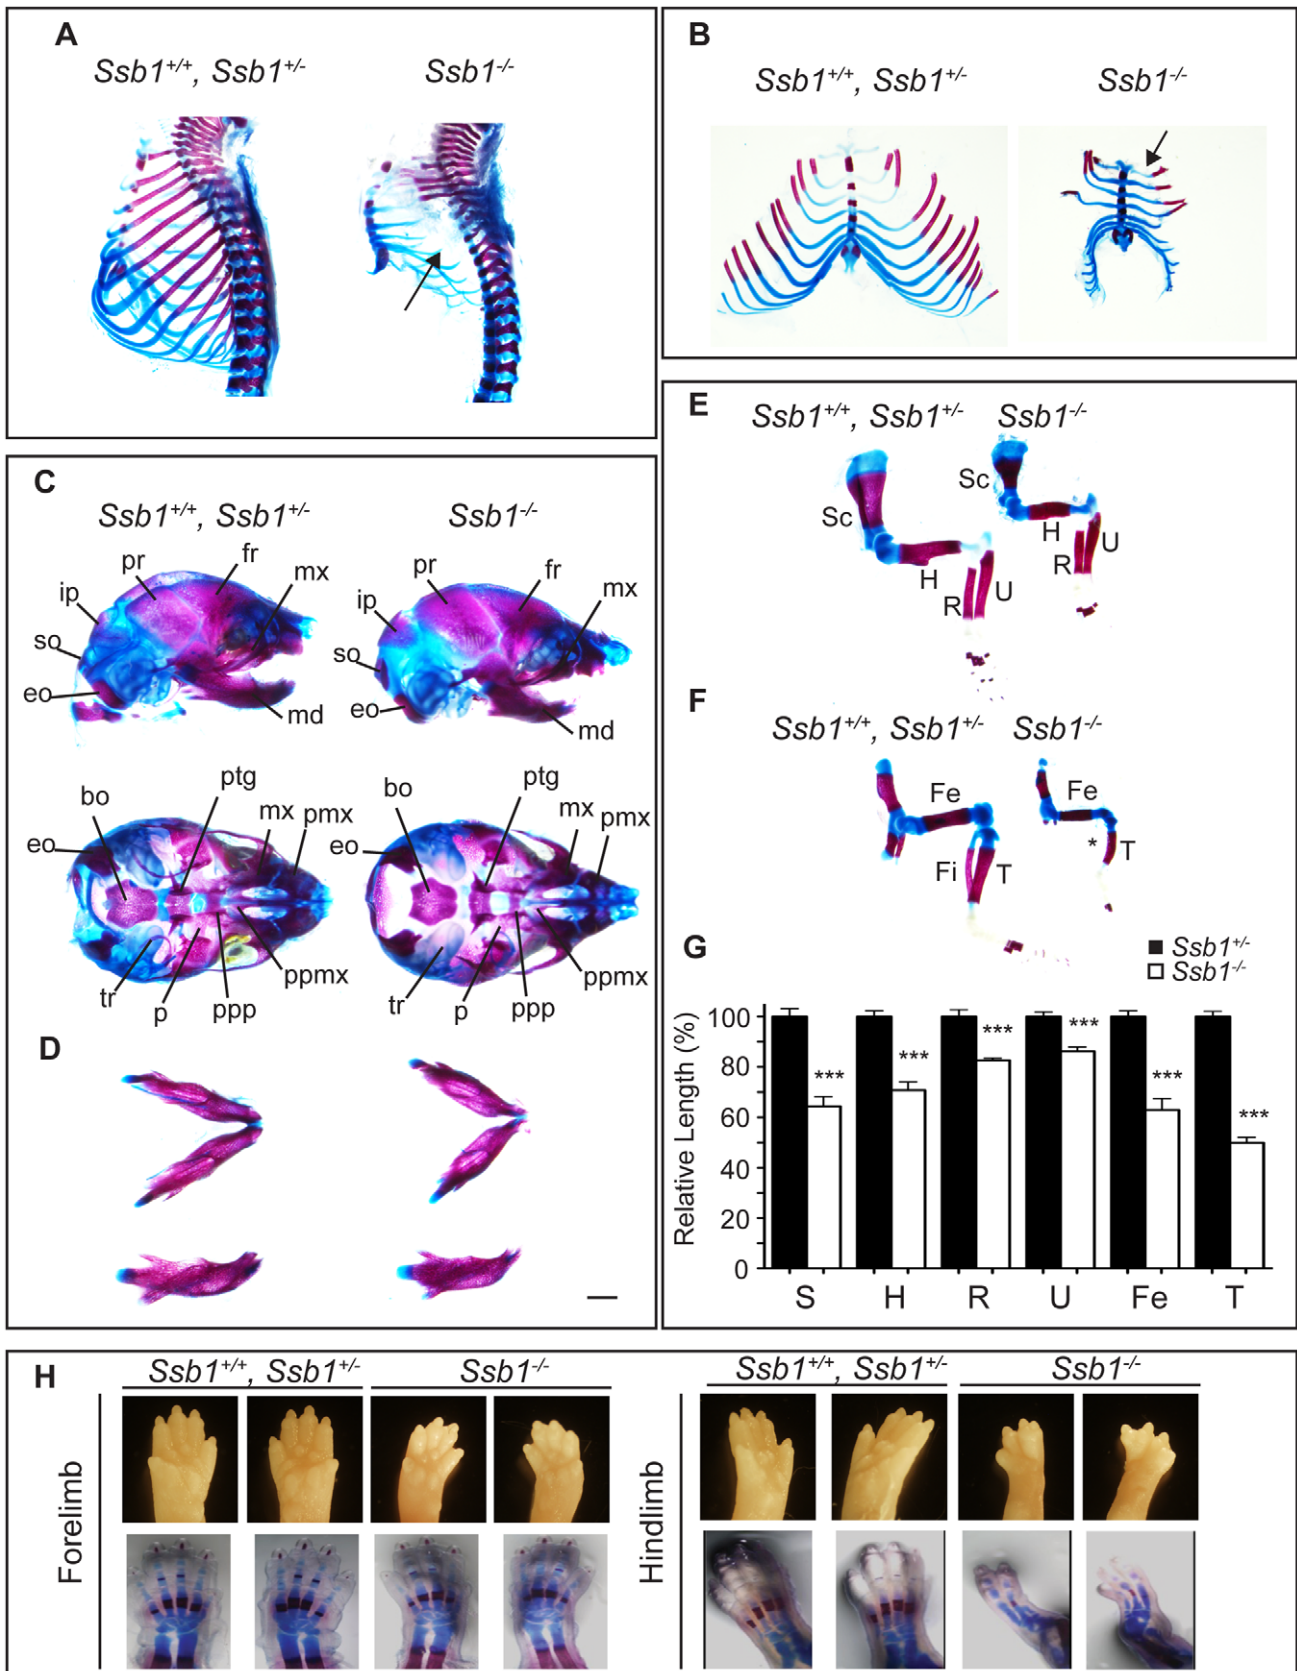 A
Ssb1+/+, Ssb1+/- Ssb1-/-
B
Ssb1+/+, Ssb1+/- Ssb1-/-
C
Ssb1+/+, Ssb1+/- Ssb1-/-
pr fr mx ip so eo md
pr fr mx ip so eo md
bo ptg mx pmx eo tr p ppp ppmx
bo ptg mx pmx eo tr p ppp ppmx
D
E
Ssb1+/+, Ssb1+/- Ssb1-/-
Sc H R U
Sc H R U
F
Ssb1+/+, Ssb1+/- Ssb1-/-
Fe Fi T
Fe * T
G
Ssb1+/-
Ssb1-/-
Relative Length (%)
100
80
60
40
20
0
*** *** *** *** *** ***
S H R U Fe T
H
Ssb1+/+, Ssb1+/- Ssb1-/-
Forelimb
Ssb1+/+, Ssb1+/- Ssb1-/-
Hindlimb